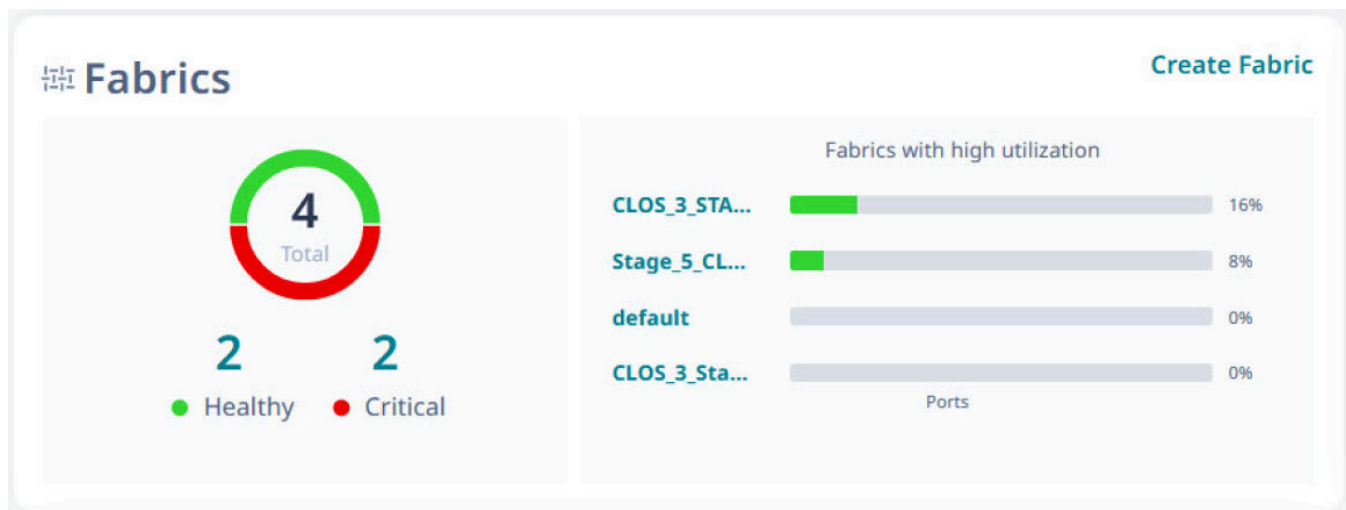 Fabrics
Create Fabric
4
Total
2
2
Healthy
Critical
Fabrics with high utilization
CLOS_3_STA...
16%
Stage_5_CL...
8%
default
0%
CLOS_3_Sta...
0%
Ports